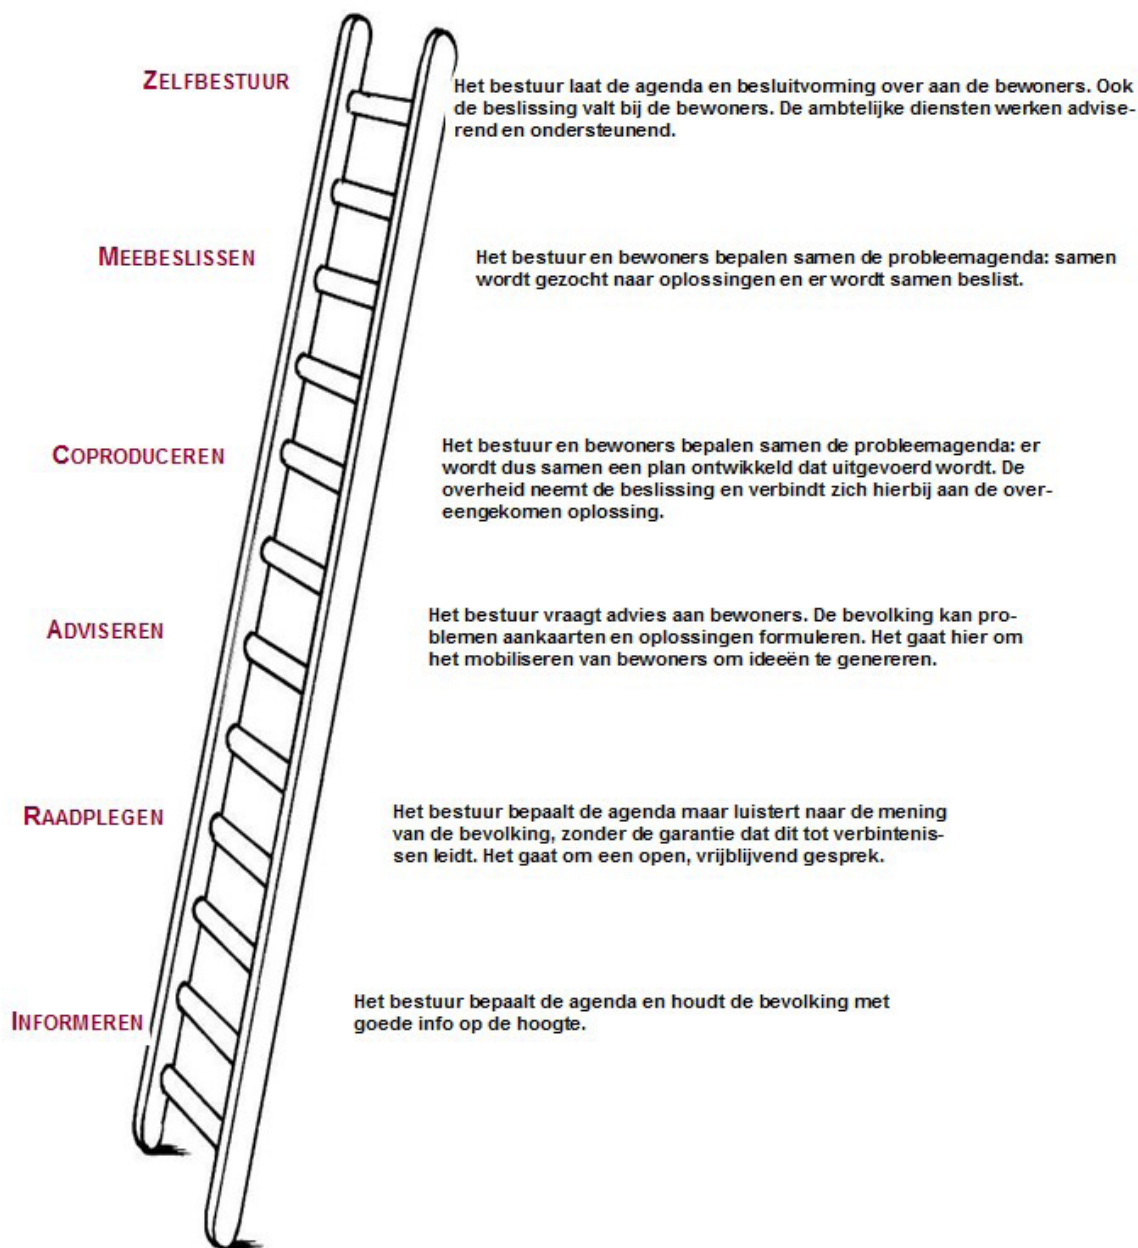 ZELFBESTUUR
Het bestuur laat de agenda en besluitvorming over aan de bewoners. Ook
de beslissing valt bij de bewoners. De ambtelijke diensten werken advise-
rend en ondersteunend.
MEEBESLISSEN
Het bestuur en bewoners bepalen samen de probleemagenda: samen
wordt gezocht naar oplossingen en er wordt samen beslist.
COPRODUCEREN
Het bestuur en bewoners bepalen samen de probleemagenda: er
wordt dus samen een plan ontwikkeld dat uitgevoerd wordt. De
overheid neemt de beslissing en verbindt zich hierbij aan de over-
eengekomen oplossing.
ADVISEREN
Het bestuur vraagt advies aan bewoners. De bevolking kan pro-
blemen aankaarten en oplossingen formuleren. Het gaat hier om
het mobiliseren van bewoners om ideeën te genereren.
RAADPLEGEN
Het bestuur bepaalt de agenda maar luistert naar de mening
van de bevolking, zonder de garantie dat dit tot verbintenis-
sen leidt. Het gaat om een open, vrijblijvend gesprek.
INFORMEREN
Het bestuur bepaalt de agenda en houdt de bevolking met
goede info op de hoogte.